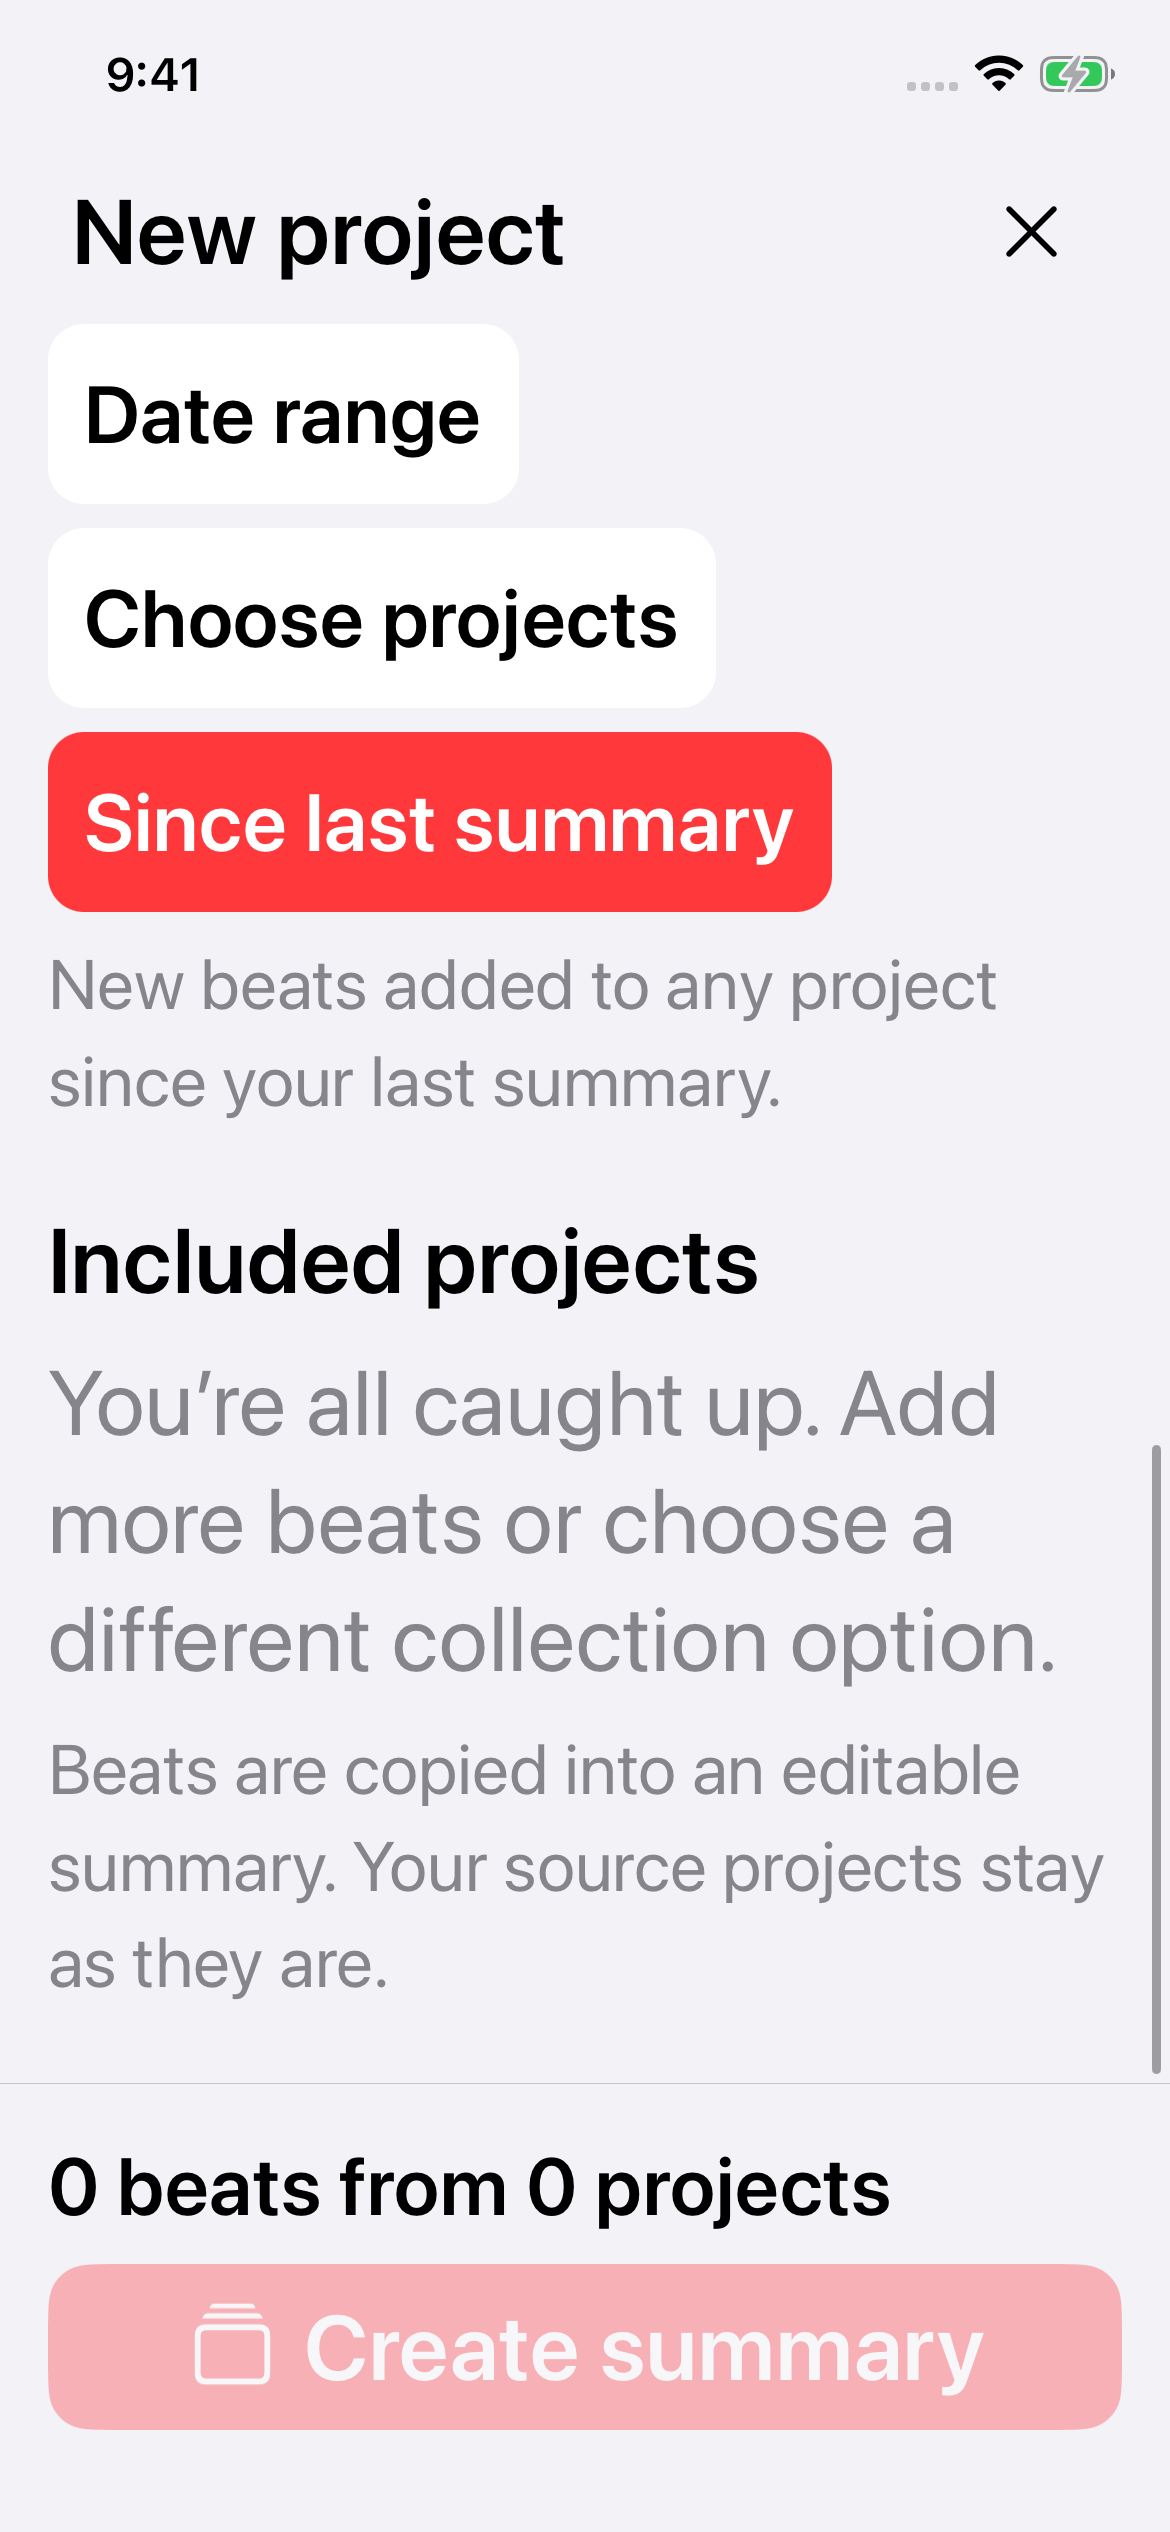 9:41
New project
Date range
Choose projects
Since last summary
New beats added to any project
since your last summary.
Included projects
You’re all caught up. Add
more beats or choose a
different collection option.
Beats are copied into an editable
summary. Your source projects stay
as they are.
0 beats from 0 projects
Create summary